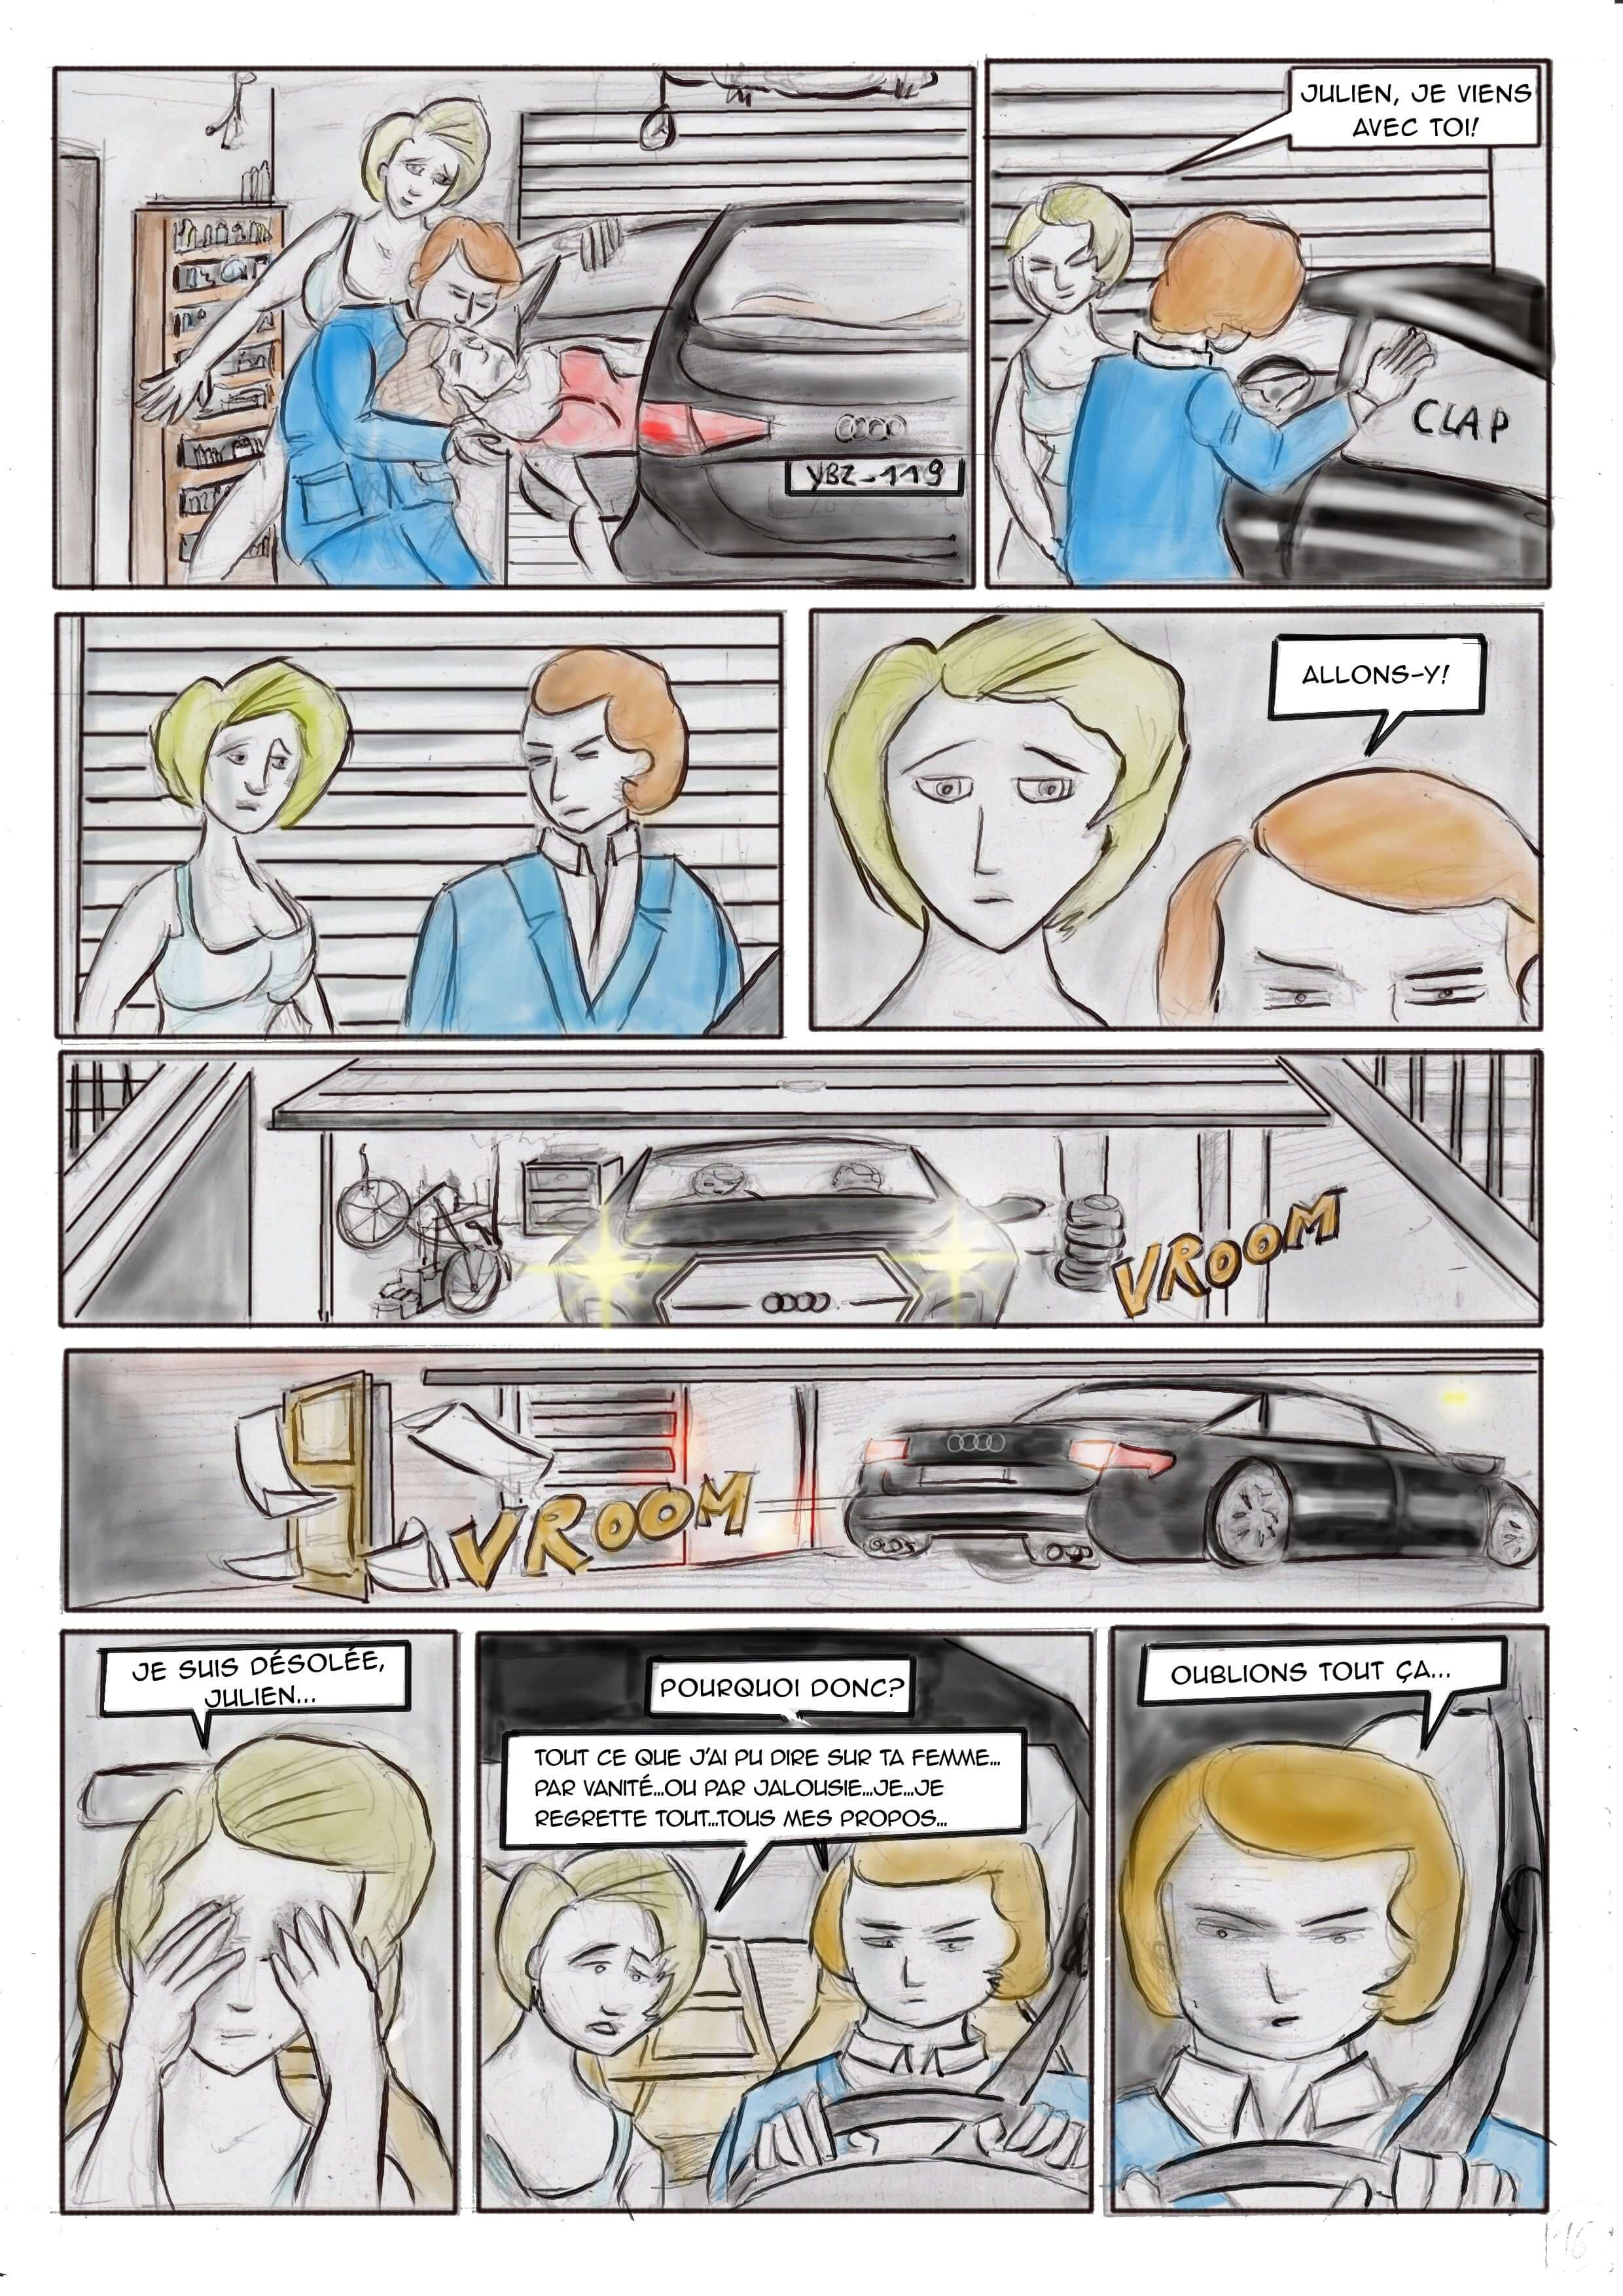 YBZ-119
JULIEN, JE VIENS
AVEC TOI!
CLAP
ALLONS-Y!
VROOM
VROOM
JE SUIS DÉSOLÉE,
JULIEN...
POURQUOI DONC?
TOUT CE QUE J'AI PU DIRE SUR TA FEMME...
PAR VANITÉ...OU PAR JALOUSIE...JE...JE
REGRETTE TOUT...TOUS MES PROPOS...
OUBLIONS TOUT ÇA...